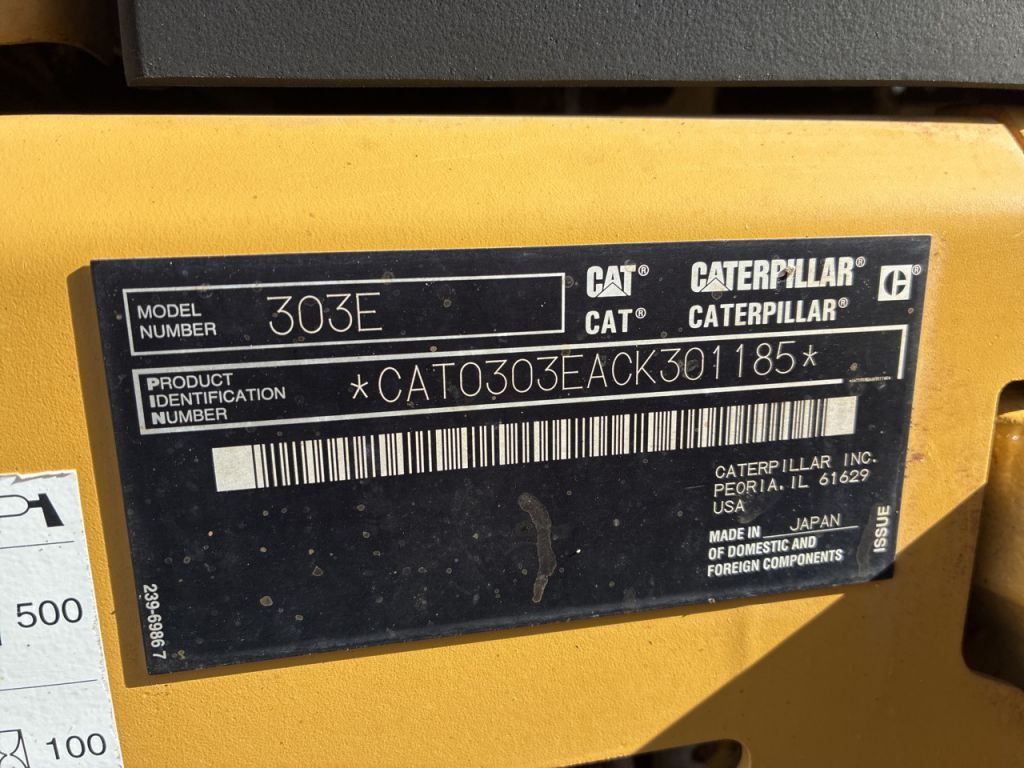 MODEL
NUMBER
303E
CAT® CATERPILLAR®
CAT® CATERPILLAR®
PRODUCT
IDENTIFICATION
NUMBER
*CAT0303EACK301185*
CATERPILLAR INC.
PEORIA, IL 61629
USA
MADE IN JAPAN
OF DOMESTIC AND
FOREIGN COMPONENTS
ISSUE
239-6986 7
500
100